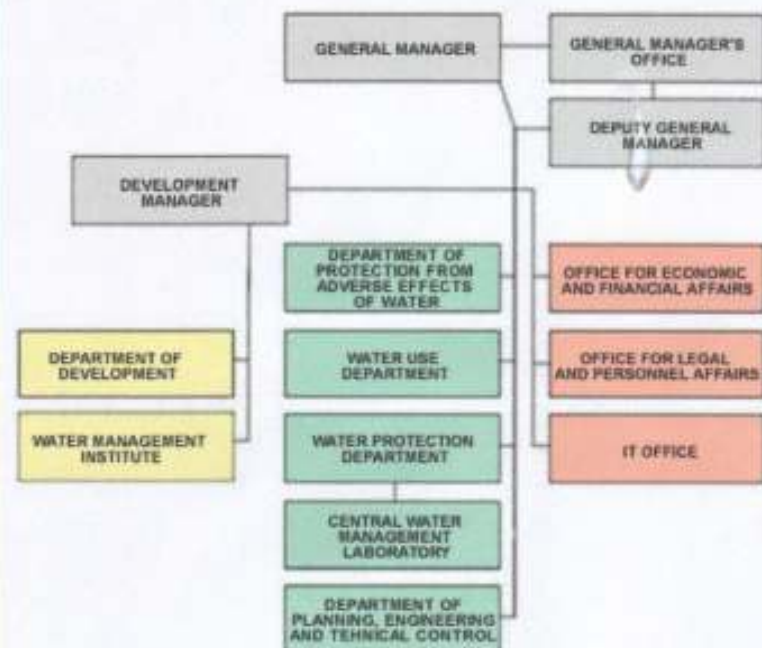 GENERAL MANAGER
GENERAL MANAGER'S
OFFICE
DEPUTY GENERAL
MANAGER
DEVELOPMENT
MANAGER
DEPARTMENT OF
PROTECTION FROM
ADVERSE EFFECTS
OF WATER
OFFICE FOR ECONOMIC
AND FINANCIAL AFFAIRS
DEPARTMENT OF
DEVELOPMENT
WATER USE
DEPARTMENT
OFFICE FOR LEGAL
AND PERSONNEL AFFAIRS
WATER MANAGEMENT
INSTITUTE
WATER PROTECTION
DEPARTMENT
IT OFFICE
CENTRAL WATER
MANAGEMENT
LABORATORY
DEPARTMENT OF
PLANNING, ENGINEERING
AND TEHNICAL CONTROL